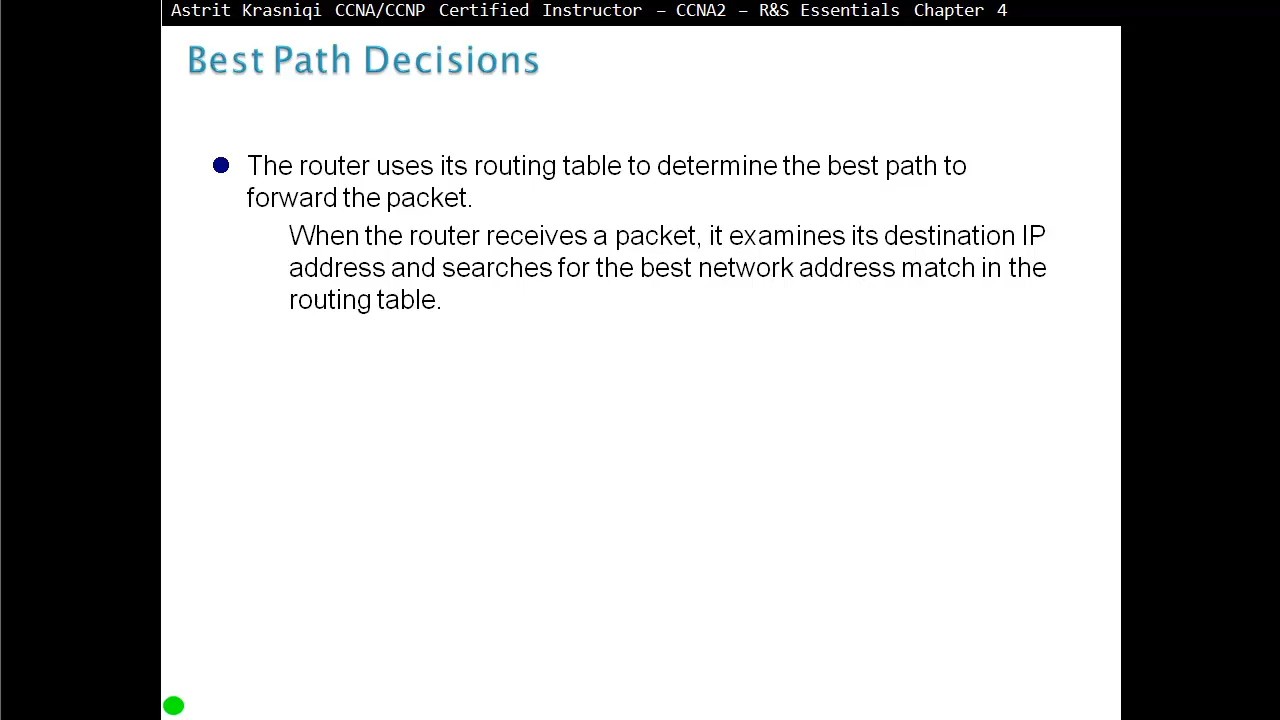 Astrit Krasniqi CCNA/CCNP Certified Instructor – CCNA2 – R&S Essentials Chapter 4
Best Path Decisions
The router uses its routing table to determine the best path to
forward the packet.
When the router receives a packet, it examines its destination IP
address and searches for the best network address match in the
routing table.